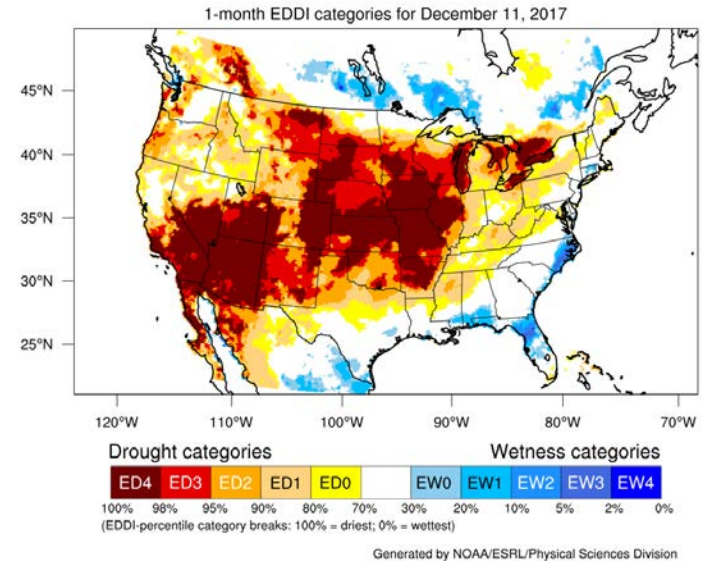 1-month EDDI categories for December 11, 2017
45°N
40°N
35°N
30°N
25°N
120°W 110°W 100°W 90°W 80°W 70°W
Drought categories Wetness categories
ED4 ED3 ED2 ED1 ED0 EW0 EW1 EW2 EW3 EW4
100% 98% 95% 90% 80% 70% 30% 20% 10% 5% 2% 0%
(EDDI-percentile category breaks: 100% = driest; 0% = wettest)
Generated by NOAA/ESRL/Physical Sciences Division